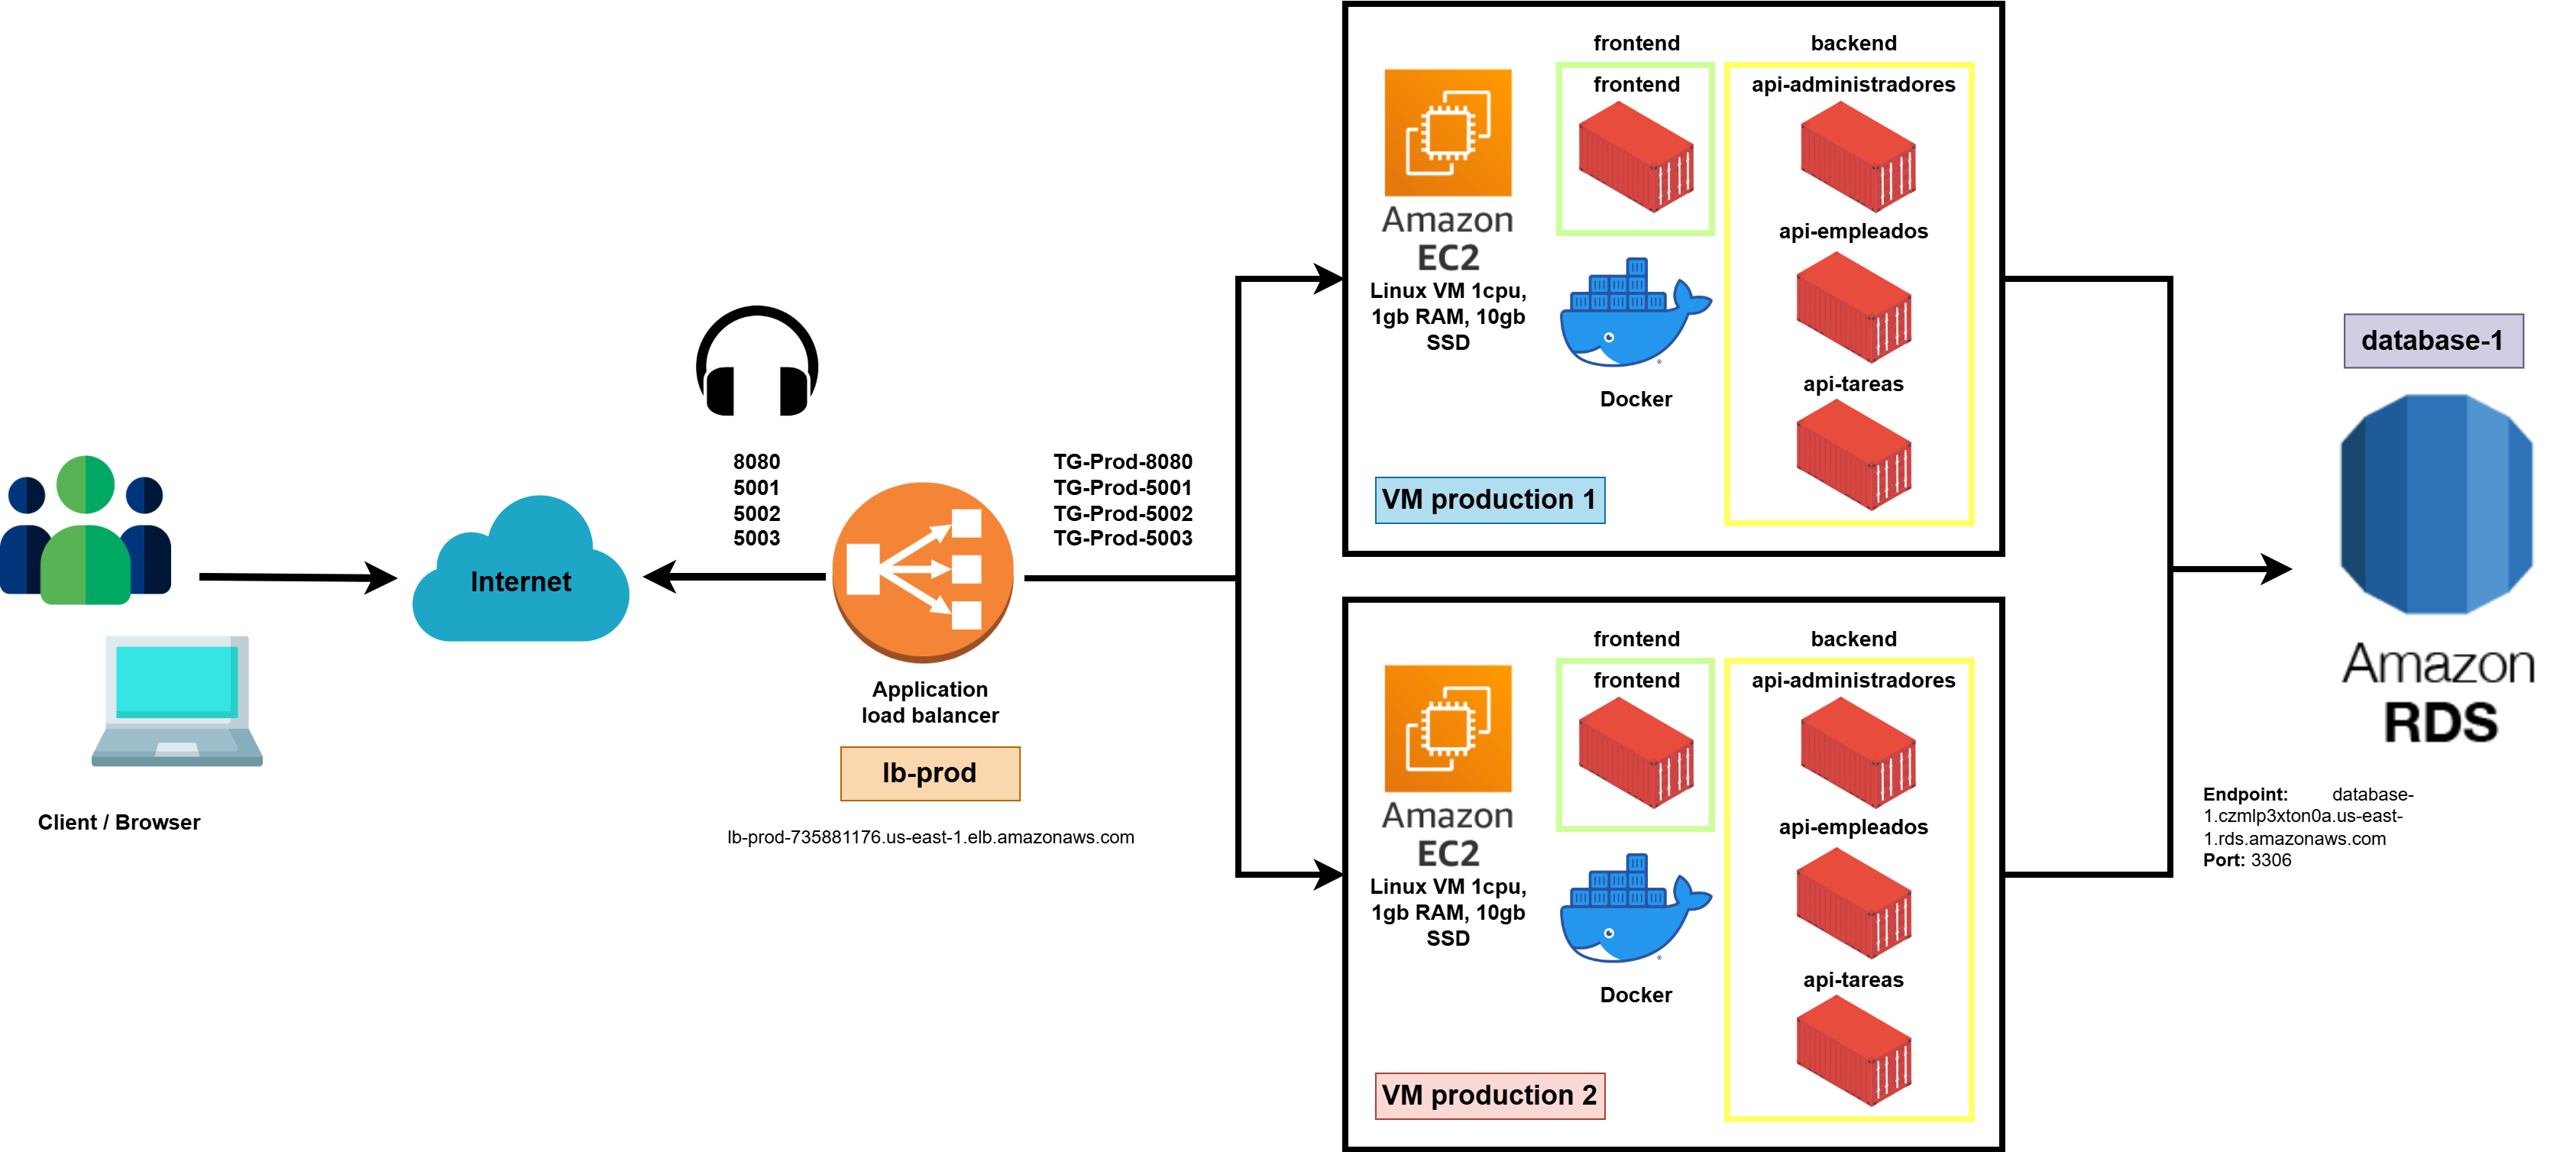 Client / Browser
Internet
8080
5001
5002
5003
Application
load balancer
lb-prod
lb-prod-735881176.us-east-1.elb.amazonaws.com
TG-Prod-8080
TG-Prod-5001
TG-Prod-5002
TG-Prod-5003
frontend
backend
frontend
api-administradores
Amazon
EC2
Linux VM 1cpu,
1gb RAM, 10gb
SSD
api-empleados
Docker
api-tareas
VM production 1
frontend
backend
frontend
api-administradores
Amazon
EC2
Linux VM 1cpu,
1gb RAM, 10gb
SSD
api-empleados
Docker
api-tareas
VM production 2
database-1
Amazon
RDS
Endpoint: database-
1.czmlp3xton0a.us-east-
1.rds.amazonaws.com
Port: 3306